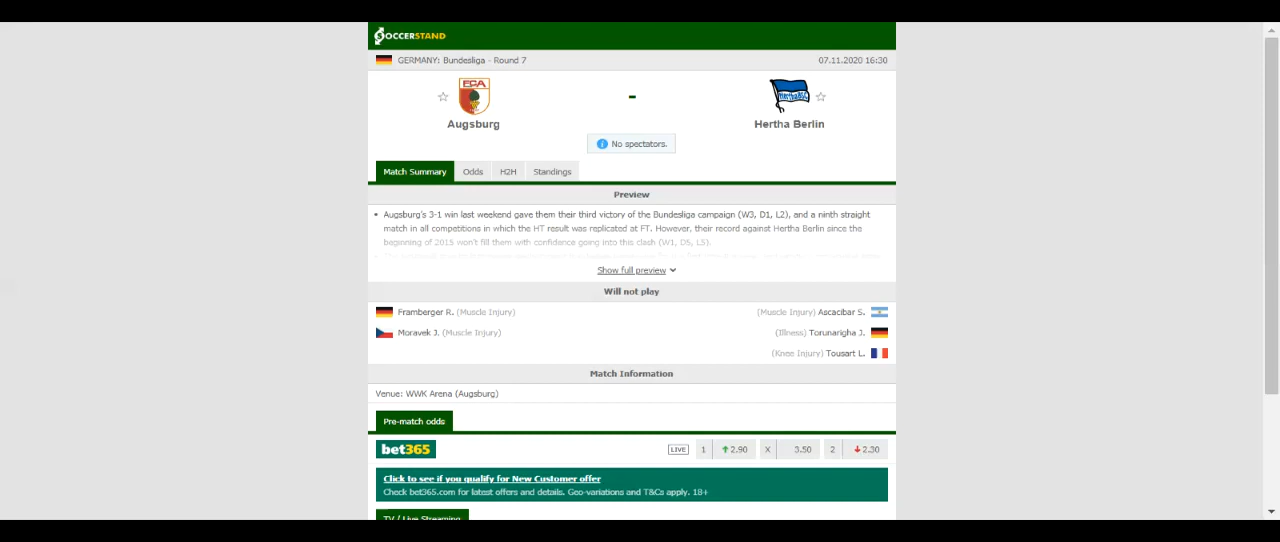 SOCCERSTAND
GERMANY: Bundesliga - Round 7 07.11.2020 16:30
FCA
Hertha BSC
-
Augsburg Hertha Berlin
No spectators.
Match Summary Odds H2H Standings
Preview
Augsburg's 3-1 win last weekend gave them their third victory of the Bundesliga campaign (W3, D1, L2), and a ninth straight
match in all competitions in which the HT result was replicated at FT. However, their record against Hertha Berlin since the
beginning of 2015 won't fill them with confidence going into this clash (W1, D5, L5).
Show full preview
Will not play
Framberger R. (Muscle Injury) (Muscle Injury) Ascacibar S.
Moravek J. (Muscle Injury) (Illness) Torunarigha J.
(Knee Injury) Tousart L.
Match Information
Venue: WWK Arena (Augsburg)
Pre-match odds
bet365 LIVE 1 2.90 X 3.50 2 2.30
Click to see if you qualify for New Customer offer
Check bet365.com for latest offers and details. Geo-variations and T&Cs apply. 18+
TV / Live Streaming